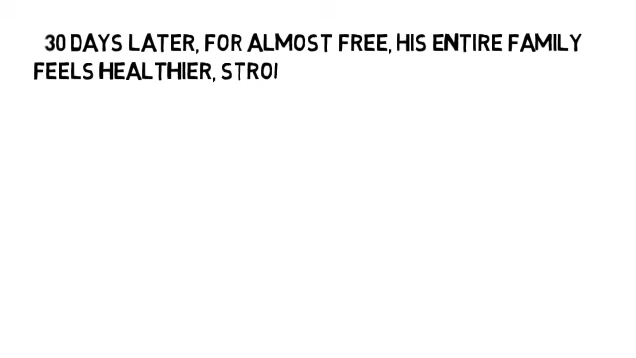 30 DAYS LATER, FOR ALMOST FREE, HIS ENTIRE FAMILY
FEELS HEALTHIER,